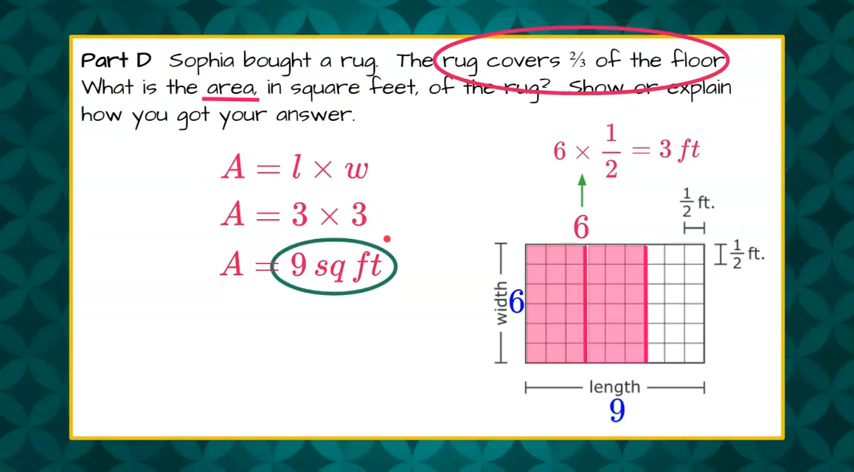 Part D Sophia bought a rug. The rug covers ⅔ of the floor.
What is the area, in square feet, of the rug? Show or explain
how you got your answer.
A = l × w
A = 3 × 3
A = 9 sq ft
6 × 1/2 = 3 ft
6
1/2 ft.
1/2 ft.
width
6
length
9